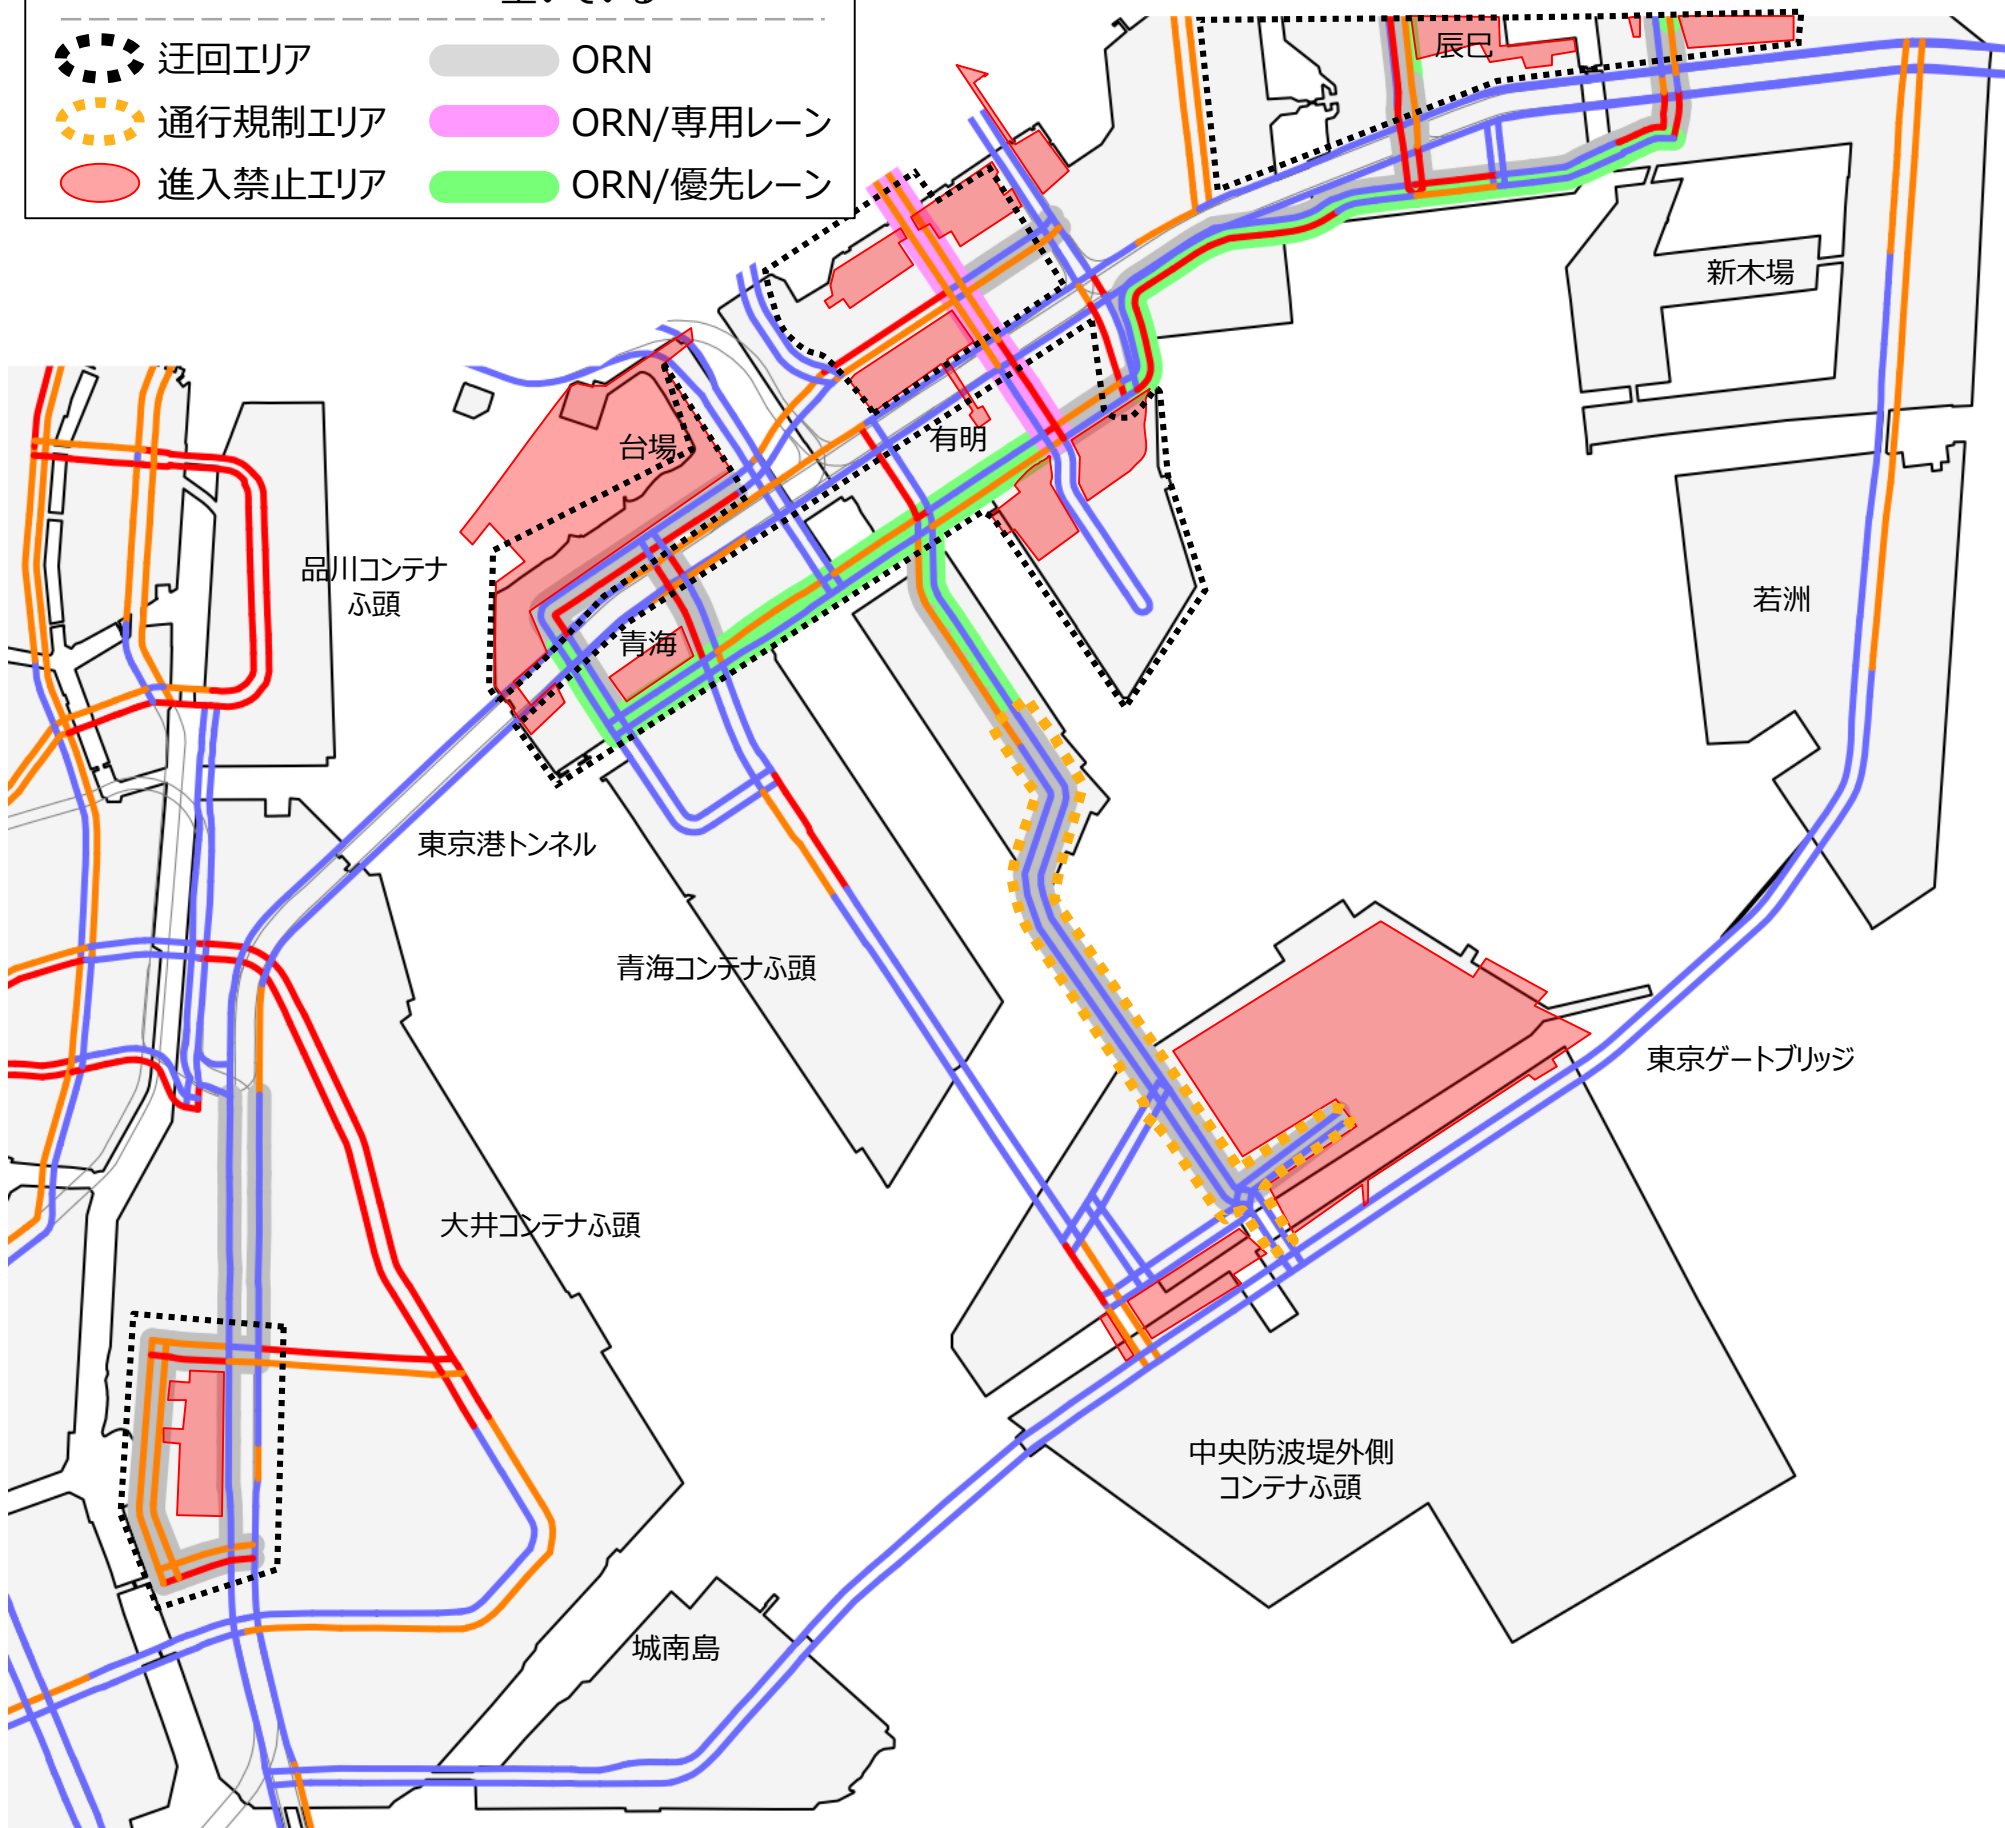 空いている
迂回エリア
ORN
通行規制エリア
ORN/専用レーン
進入禁止エリア
ORN/優先レーン
辰巳
新木場
台場
有明
品川コンテナ
ふ頭
若洲
青海
東京港トンネル
青海コンテナふ頭
東京ゲートブリッジ
大井コンテナふ頭
中央防波堤外側
コンテナふ頭
城南島